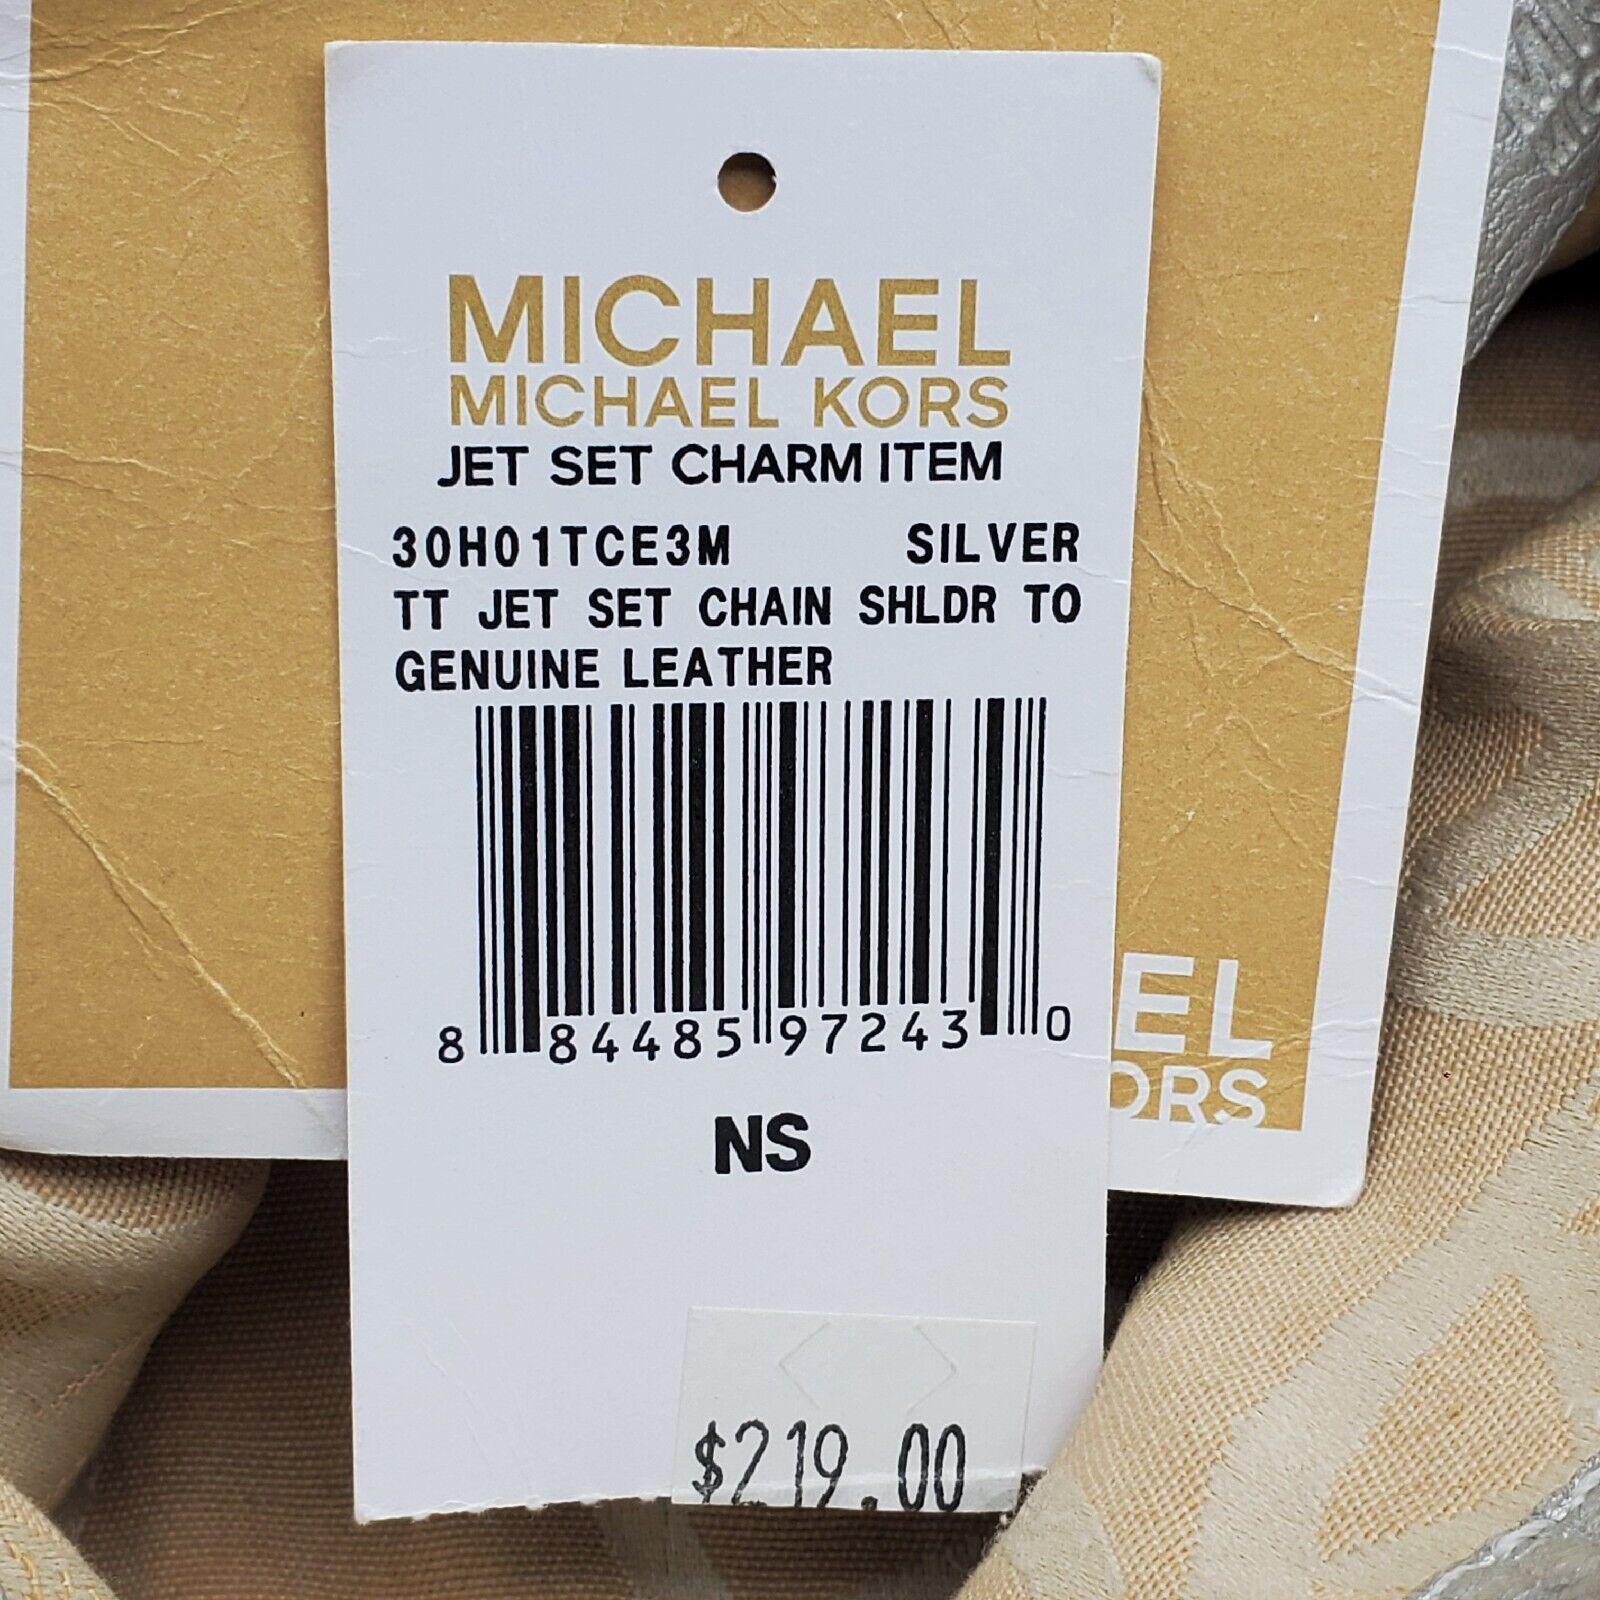 MICHAEL
MICHAEL KORS
JET SET CHARM ITEM
30H01TCE3M SILVER
TT JET SET CHAIN SHLDR TO
GENUINE LEATHER
8 84485 97243 0
EL
ORS
NS
$219.00